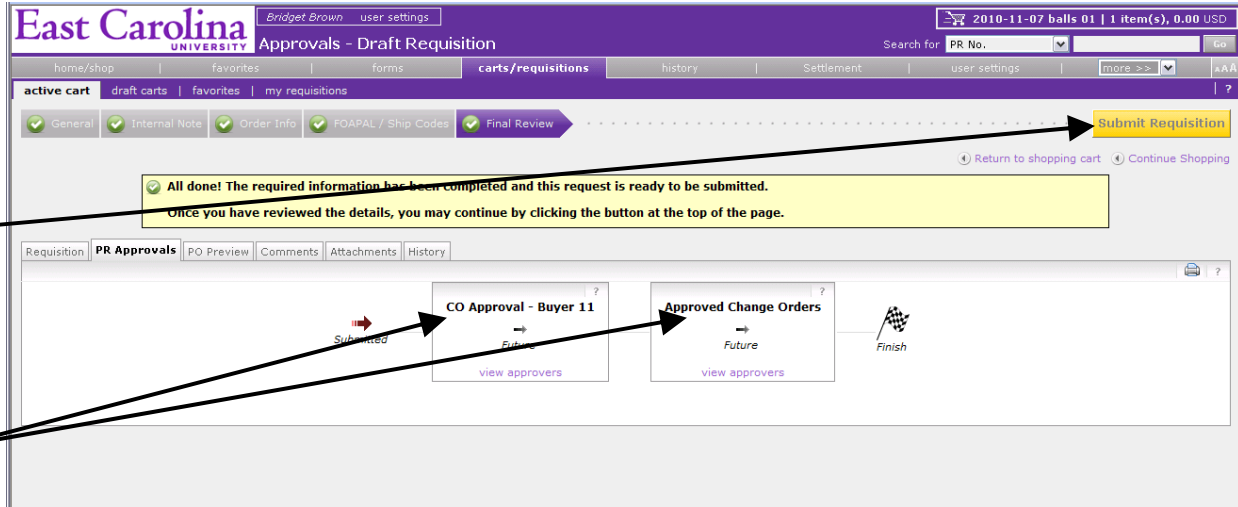 East Carolina
UNIVERSITY
Bridget Brown user settings
2010-11-07 balls 01 | 1 item(s), 0.00 USD
Approvals - Draft Requisition
Search for PR No. Go
home/shop | favorites | forms carts/requisitions history | Settlement | user settings | more >> AAA
active cart draft carts | favorites | my requisitions | ?
General Internal Note Order Info FOAPAL / Ship Codes Final Review Submit Requisition
Return to shopping cart Continue Shopping
All done! The required information has been completed and this request is ready to be submitted.
Once you have reviewed the details, you may continue by clicking the button at the top of the page.
Requisition PR Approvals PO Preview Comments Attachments History
?
? ?
CO Approval - Buyer 11 Approved Change Orders
Submitted Future Future Finish
view approvers view approvers